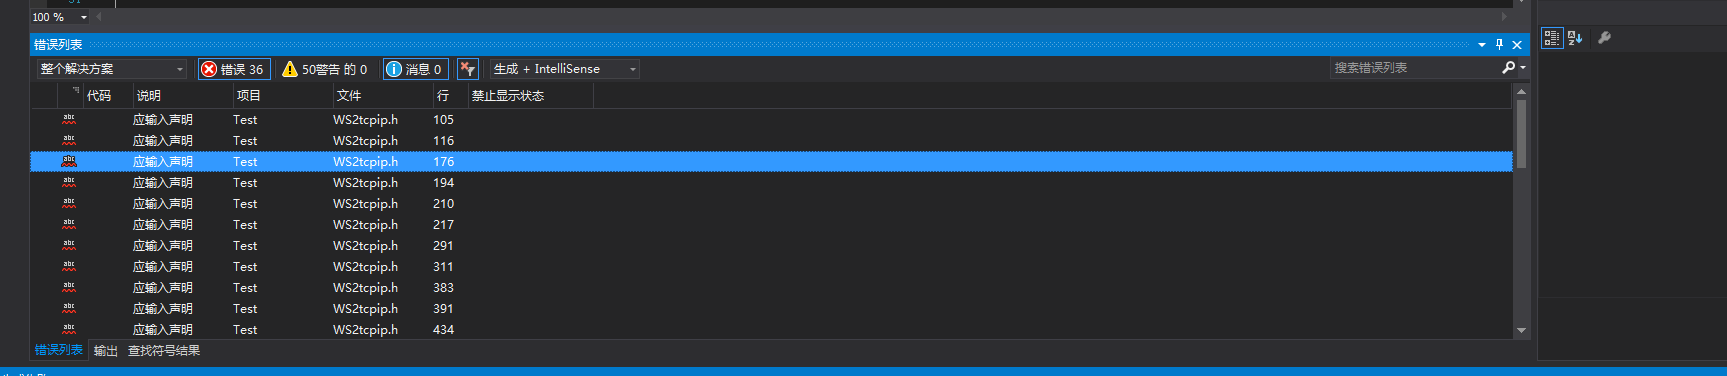 31
100 %
错误列表
整个解决方案 错误 36 50警告 的 0 消息 0 生成 + IntelliSense 搜索错误列表
代码 说明 项目 文件 行 禁止显示状态
abc 应输入声明 Test WS2tcpip.h 105
abc 应输入声明 Test WS2tcpip.h 116
abc 应输入声明 Test WS2tcpip.h 176
abc 应输入声明 Test WS2tcpip.h 194
abc 应输入声明 Test WS2tcpip.h 210
abc 应输入声明 Test WS2tcpip.h 217
abc 应输入声明 Test WS2tcpip.h 291
abc 应输入声明 Test WS2tcpip.h 311
abc 应输入声明 Test WS2tcpip.h 383
abc 应输入声明 Test WS2tcpip.h 391
abc 应输入声明 Test WS2tcpip.h 434
错误列表 输出 查找符号结果